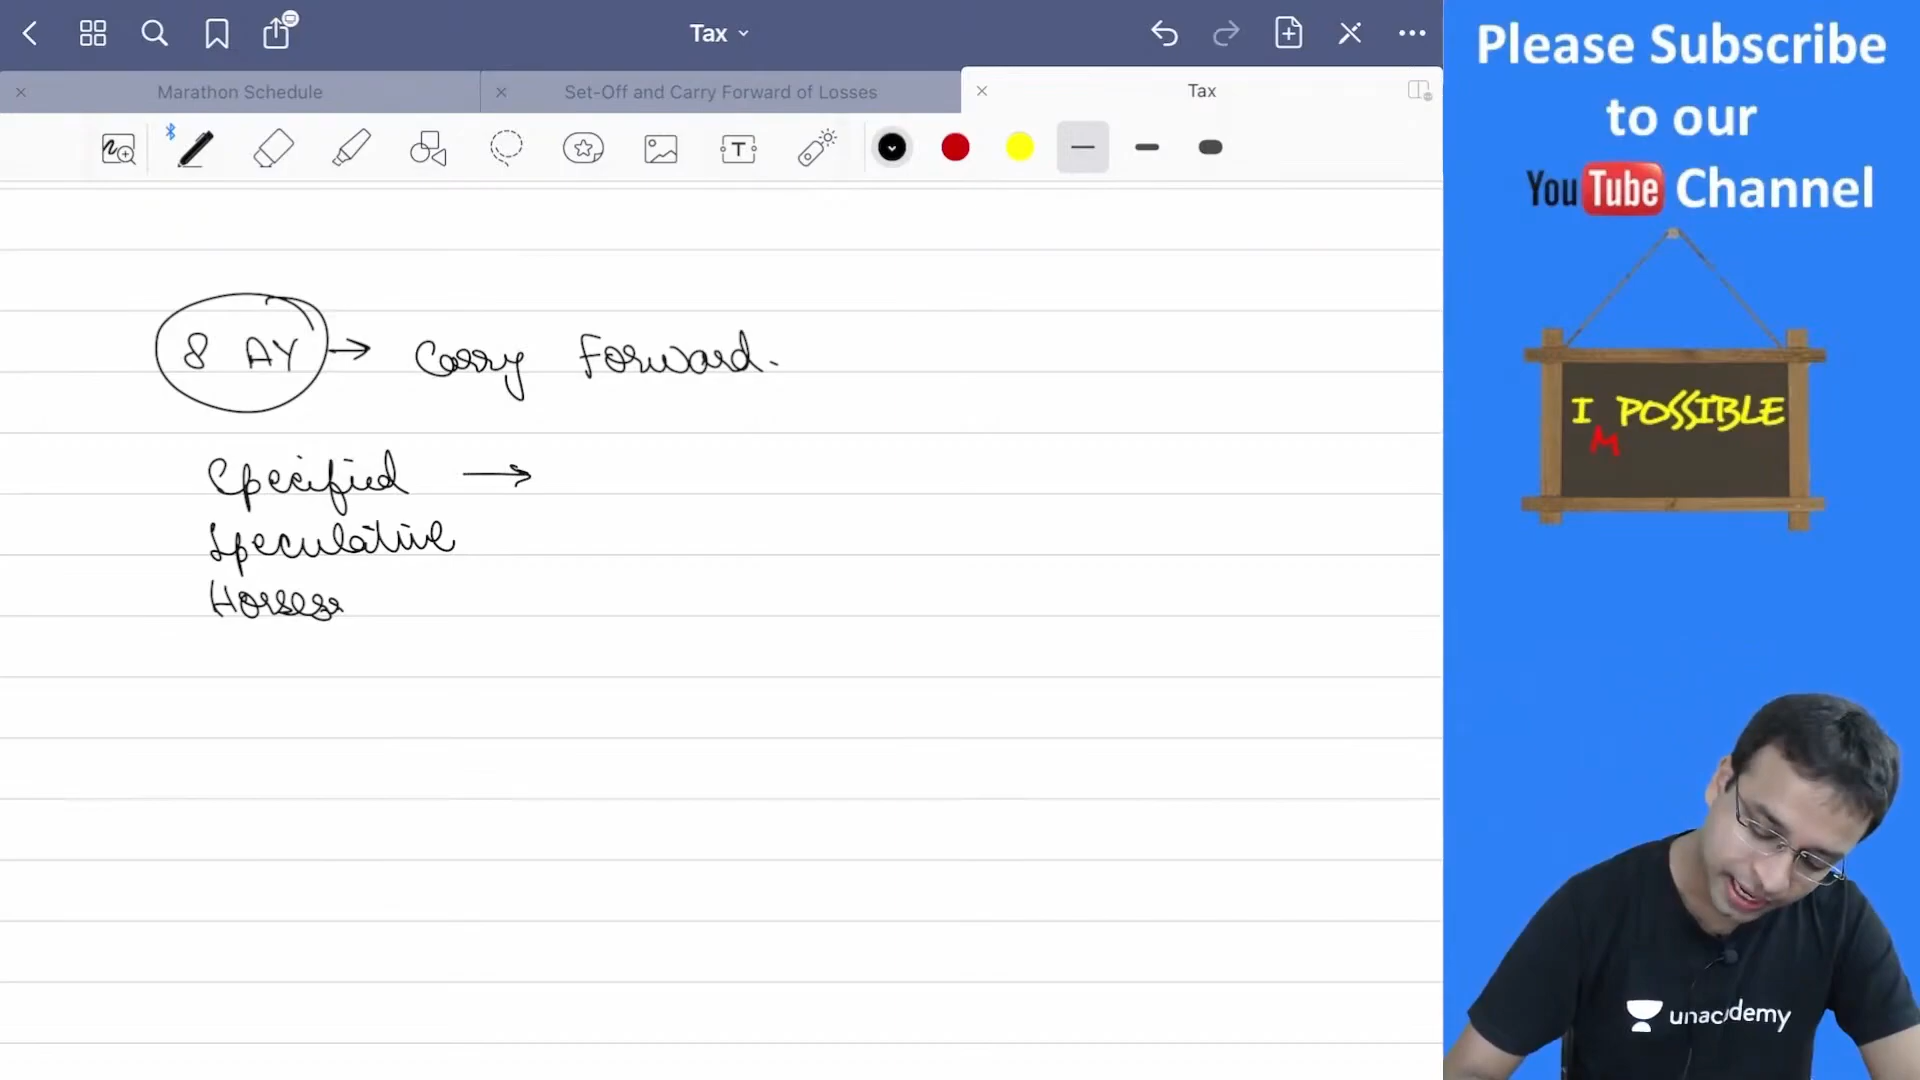 Tax
Marathon Schedule
Set-Off and Carry Forward of Losses
Tax
T
8 AY → Carry Forward.
Specified →
Speculative
Horses
Please Subscribe
to our
YouTube Channel
I POSSIBLE
M
unacademy